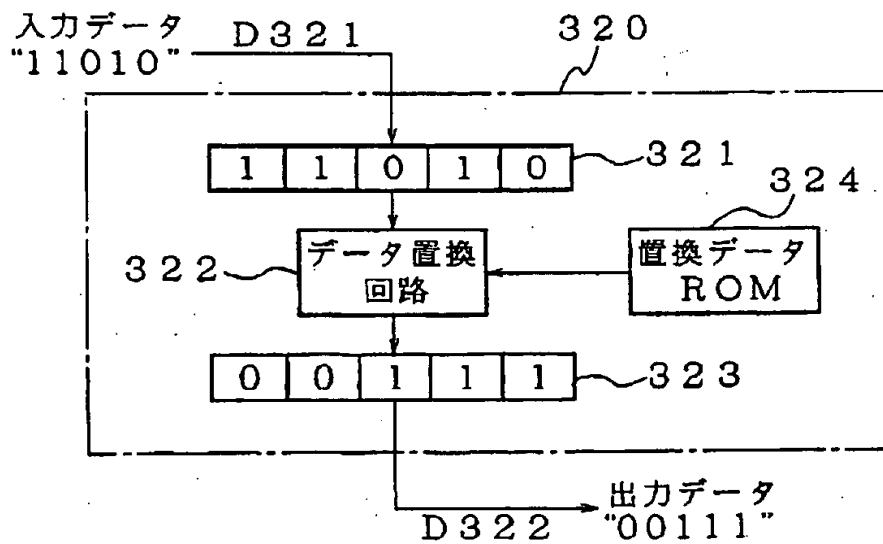 入力データ
"11010"
D321
320
1 1 0 1 0
321
324
322
データ置換
回路
置換データ
ROM
0 0 1 1 1
323
D322
出力データ
"00111"